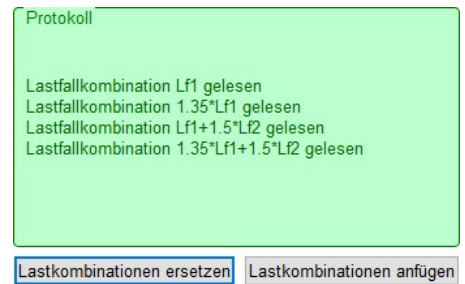 Protokoll
Lastfallkombination Lf1 gelesen
Lastfallkombination 1.35*Lf1 gelesen
Lastfallkombination Lf1+1.5*Lf2 gelesen
Lastfallkombination 1.35*Lf1+1.5*Lf2 gelesen
Lastkombinationen ersetzen Lastkombinationen anfügen